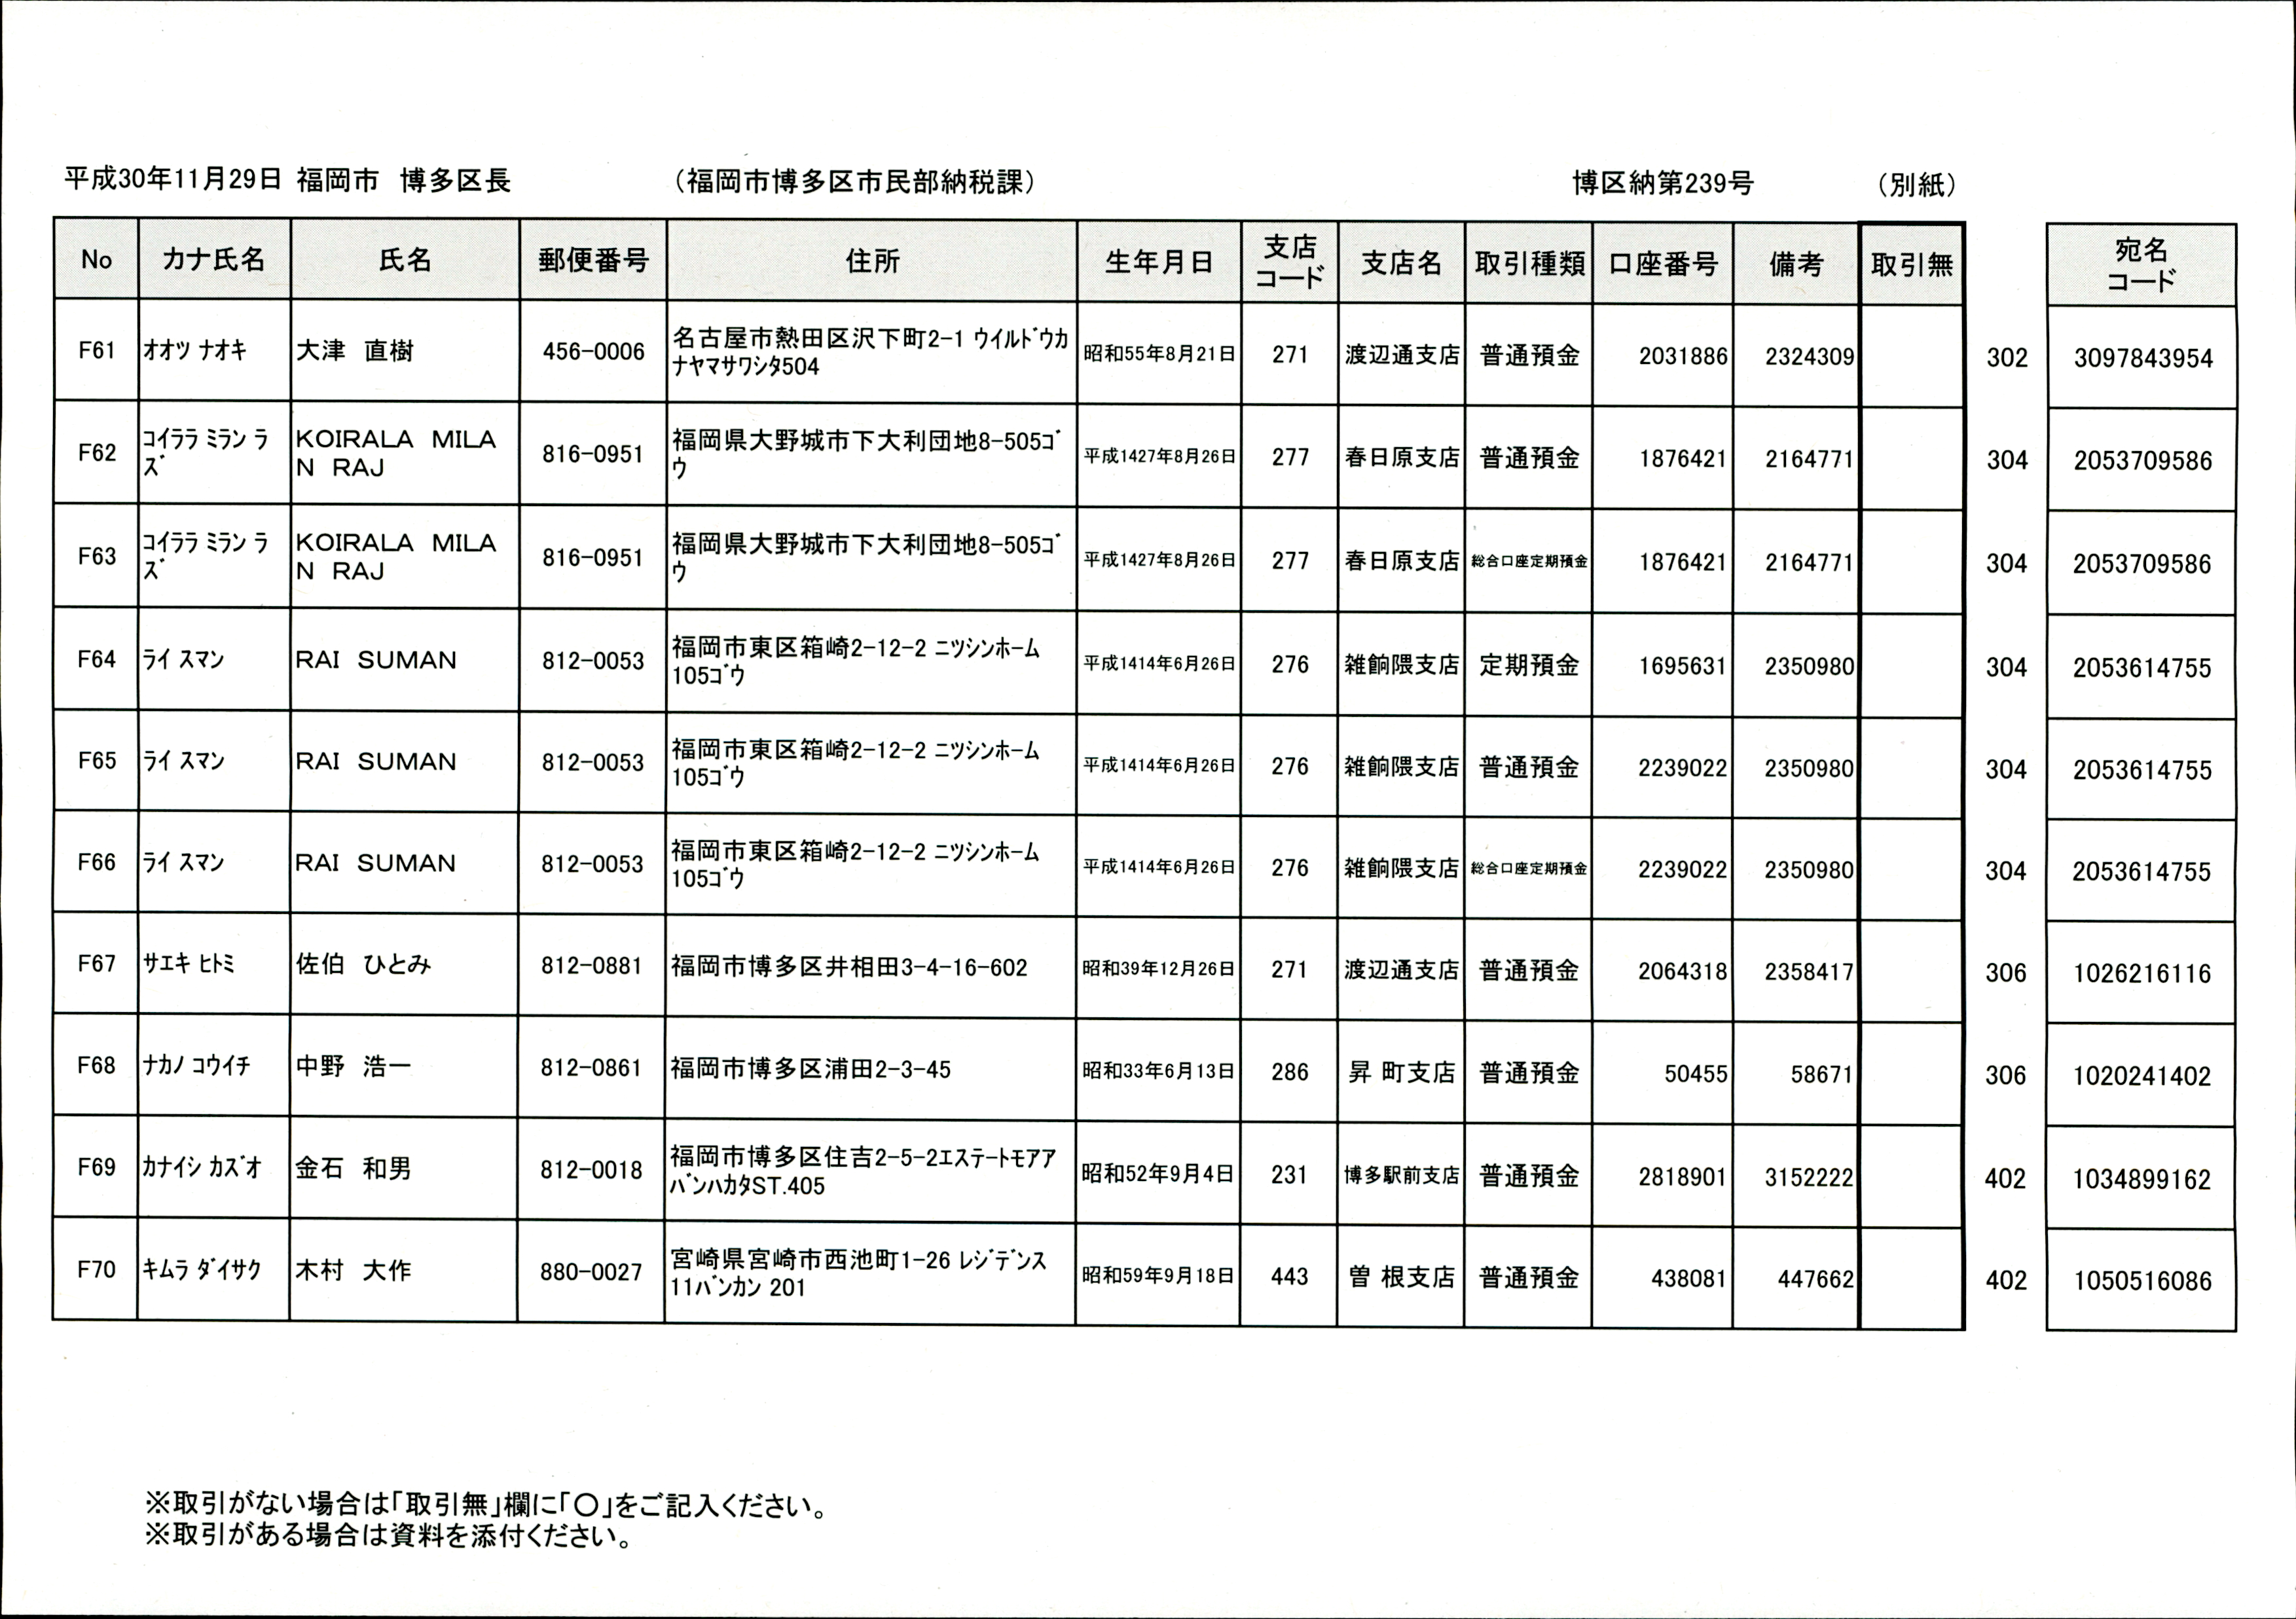 平成30年11月29日 福岡市　博多区長　（福岡市博多区市民部納税課）　博区納第239号　（別紙）
No カナ氏名 氏名 郵便番号 住所 生年月日 支店コード 支店名 取引種類 口座番号 備考 取引無 宛名コード
F61 ｵｵﾂ ﾅｵｷ 大津　直樹 456-0006 名古屋市熱田区沢下町2-1 ｳｲﾙﾄﾞｳｶﾅﾔﾏｻﾜｼﾀ504 昭和55年8月21日 271 渡辺通支店 普通預金 2031886 2324309 302 3097843954
F62 ｺｲﾗﾗ ﾐﾗﾝ ﾗｽﾞ ＫＯＩＲＡＬＡ　ＭＩＬＡＮ　ＲＡＪ 816-0951 福岡県大野城市下大利団地8-505ｺﾞｳ 平成1427年8月26日 277 春日原支店 普通預金 1876421 2164771 304 2053709586
F63 ｺｲﾗﾗ ﾐﾗﾝ ﾗｽﾞ ＫＯＩＲＡＬＡ　ＭＩＬＡＮ　ＲＡＪ 816-0951 福岡県大野城市下大利団地8-505ｺﾞｳ 平成1427年8月26日 277 春日原支店 総合口座定期預金 1876421 2164771 304 2053709586
F64 ﾗｲ ｽﾏﾝ ＲＡＩ　ＳＵＭＡＮ 812-0053 福岡市東区箱崎2-12-2 ﾆﾂｼﾝﾎｰﾑ105ｺﾞｳ 平成1414年6月26日 276 雑餉隈支店 定期預金 1695631 2350980 304 2053614755
F65 ﾗｲ ｽﾏﾝ ＲＡＩ　ＳＵＭＡＮ 812-0053 福岡市東区箱崎2-12-2 ﾆﾂｼﾝﾎｰﾑ105ｺﾞｳ 平成1414年6月26日 276 雑餉隈支店 普通預金 2239022 2350980 304 2053614755
F66 ﾗｲ ｽﾏﾝ ＲＡＩ　ＳＵＭＡＮ 812-0053 福岡市東区箱崎2-12-2 ﾆﾂｼﾝﾎｰﾑ105ｺﾞｳ 平成1414年6月26日 276 雑餉隈支店 総合口座定期預金 2239022 2350980 304 2053614755
F67 ｻｴｷ ﾋﾄﾐ 佐伯　ひとみ 812-0881 福岡市博多区井相田3-4-16-602 昭和39年12月26日 271 渡辺通支店 普通預金 2064318 2358417 306 1026216116
F68 ﾅｶﾉ ｺｳｲﾁ 中野　浩一 812-0861 福岡市博多区浦田2-3-45 昭和33年6月13日 286 昇 町支店 普通預金 50455 58671 306 1020241402
F69 ｶﾅｲｼ ｶｽﾞｵ 金石　和男 812-0018 福岡市博多区住吉2-5-2ｴｽﾃｰﾄﾓｱｱﾊﾞﾝﾊｶﾀST.405 昭和52年9月4日 231 博多駅前支店 普通預金 2818901 3152222 402 1034899162
F70 ｷﾑﾗ ﾀﾞｲｻｸ 木村　大作 880-0027 宮崎県宮崎市西池町1-26 ﾚｼﾞﾃﾞﾝｽ11ﾊﾞﾝｶﾝ 201 昭和59年9月18日 443 曽 根支店 普通預金 438081 447662 402 1050516086
※取引がない場合は｢取引無｣欄に｢〇｣をご記入ください。
※取引がある場合は資料を添付ください。